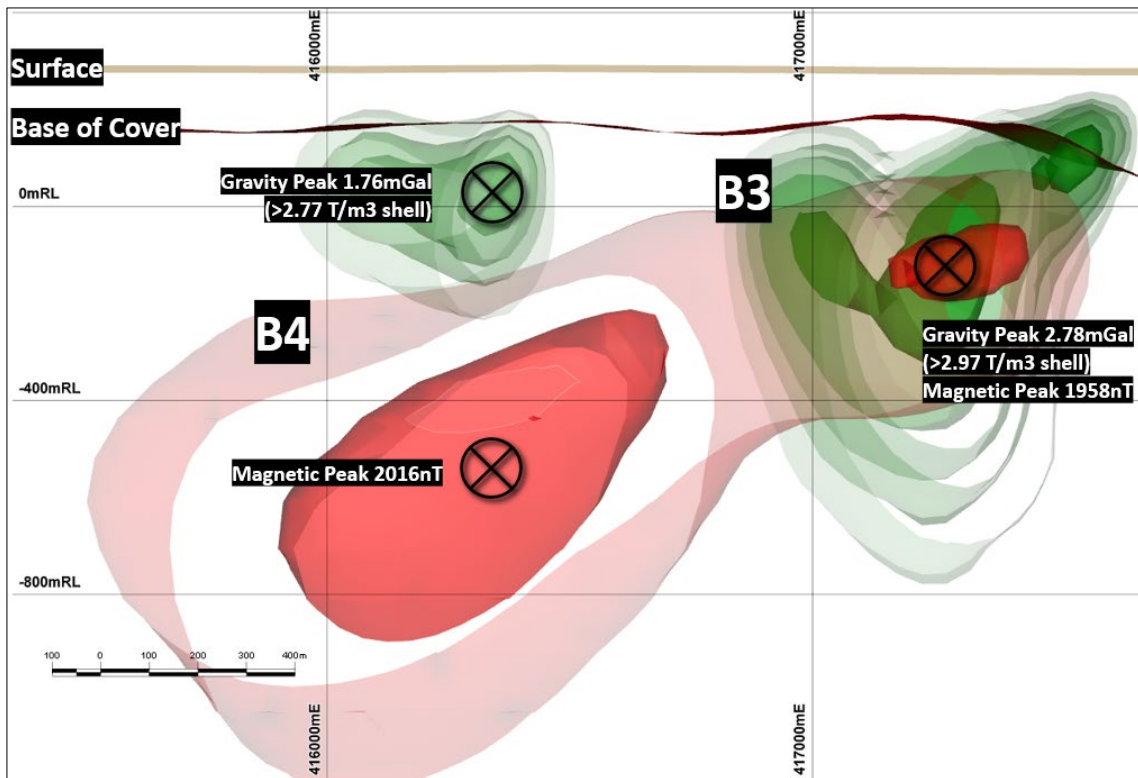 416000mE
417000mE
Surface
Base of Cover
Gravity Peak 1.76mGal
(>2.77 T/m3 shell)
0mRL
B3
B4
Gravity Peak 2.78mGal
(>2.97 T/m3 shell)
Magnetic Peak 1958nT
-400mRL
Magnetic Peak 2016nT
-800mRL
100 0 100 200 300 400m
416000mE
417000mE